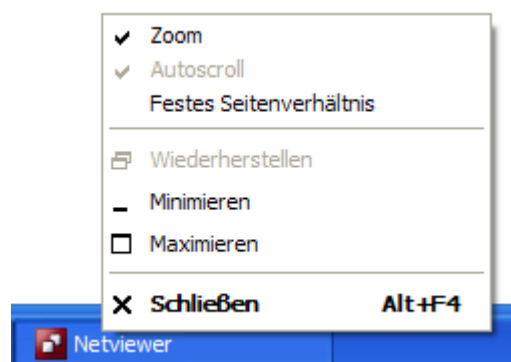 Zoom
Autoscroll
Festes Seitenverhältnis
Wiederherstellen
Minimieren
Maximieren
Schließen Alt+F4
Netviewer